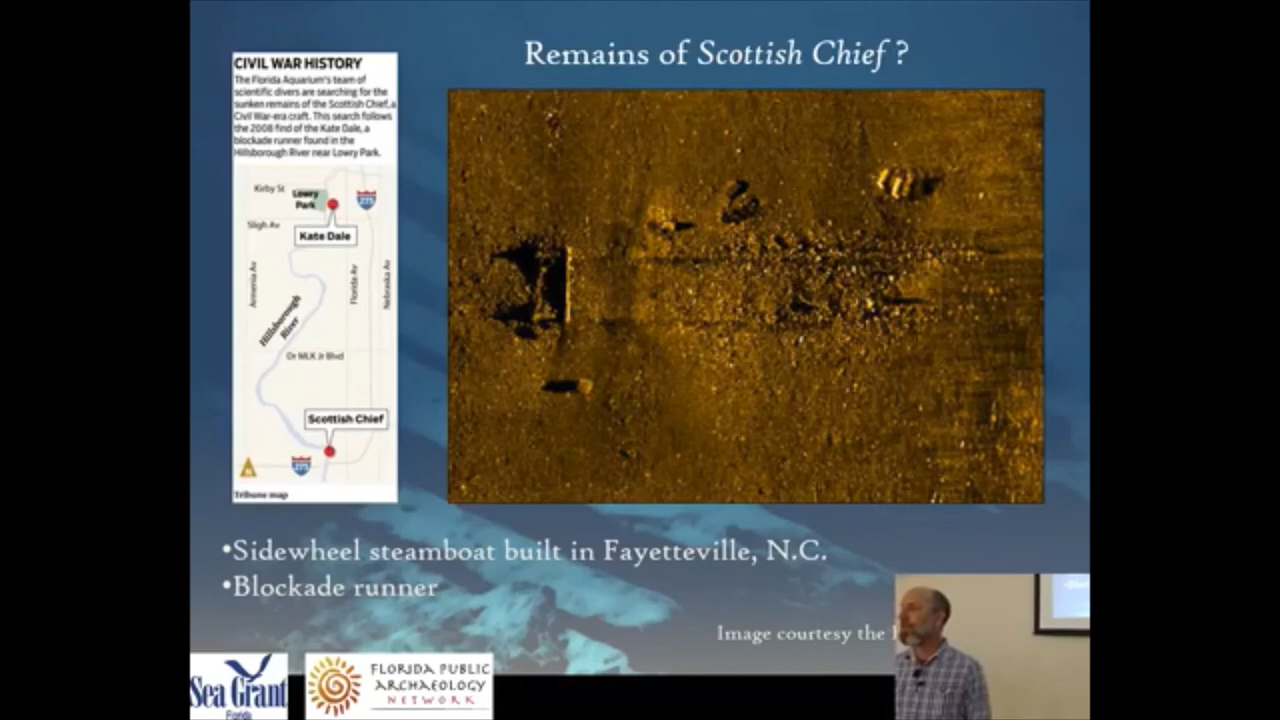 Remains of Scottish Chief ?
CIVIL WAR HISTORY
The Florida Aquarium's team of
scientific divers are searching for the
sunken remains of the Scottish Chief, a
Civil War-era craft. This search follows
the 2008 find of the Kate Dale, a
blockade runner found in the
Hillsborough River near Lowry Park.
Kirby St
Lowry
Park
275
Sligh Av
Kate Dale
Armenia Av
Florida Av
Nebraska Av
Hillsborough
River
Dr MLK Jr Blvd
Scottish Chief
N
275
Tribune map
•Sidewheel steamboat built in Fayetteville, N.C.
•Blockade runner
Image courtesy the
Sea Grant
Florida
FLORIDA PUBLIC
ARCHAEOLOGY
NETWORK